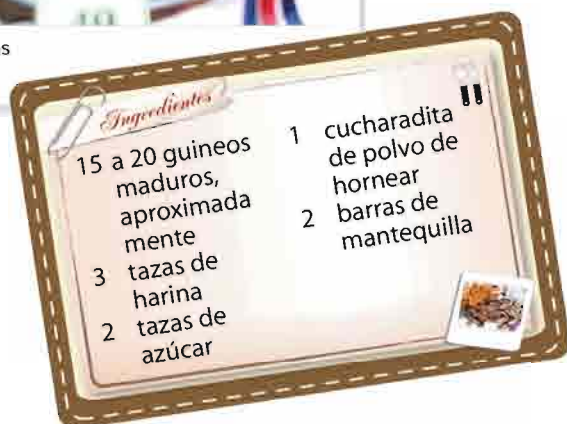 s
Ingredientes
15 a 20 guineos
maduros,
aproximada
mente
3 tazas de
harina
2 tazas de
azúcar
1 cucharadita
de polvo de
hornear
2 barras de
mantequilla